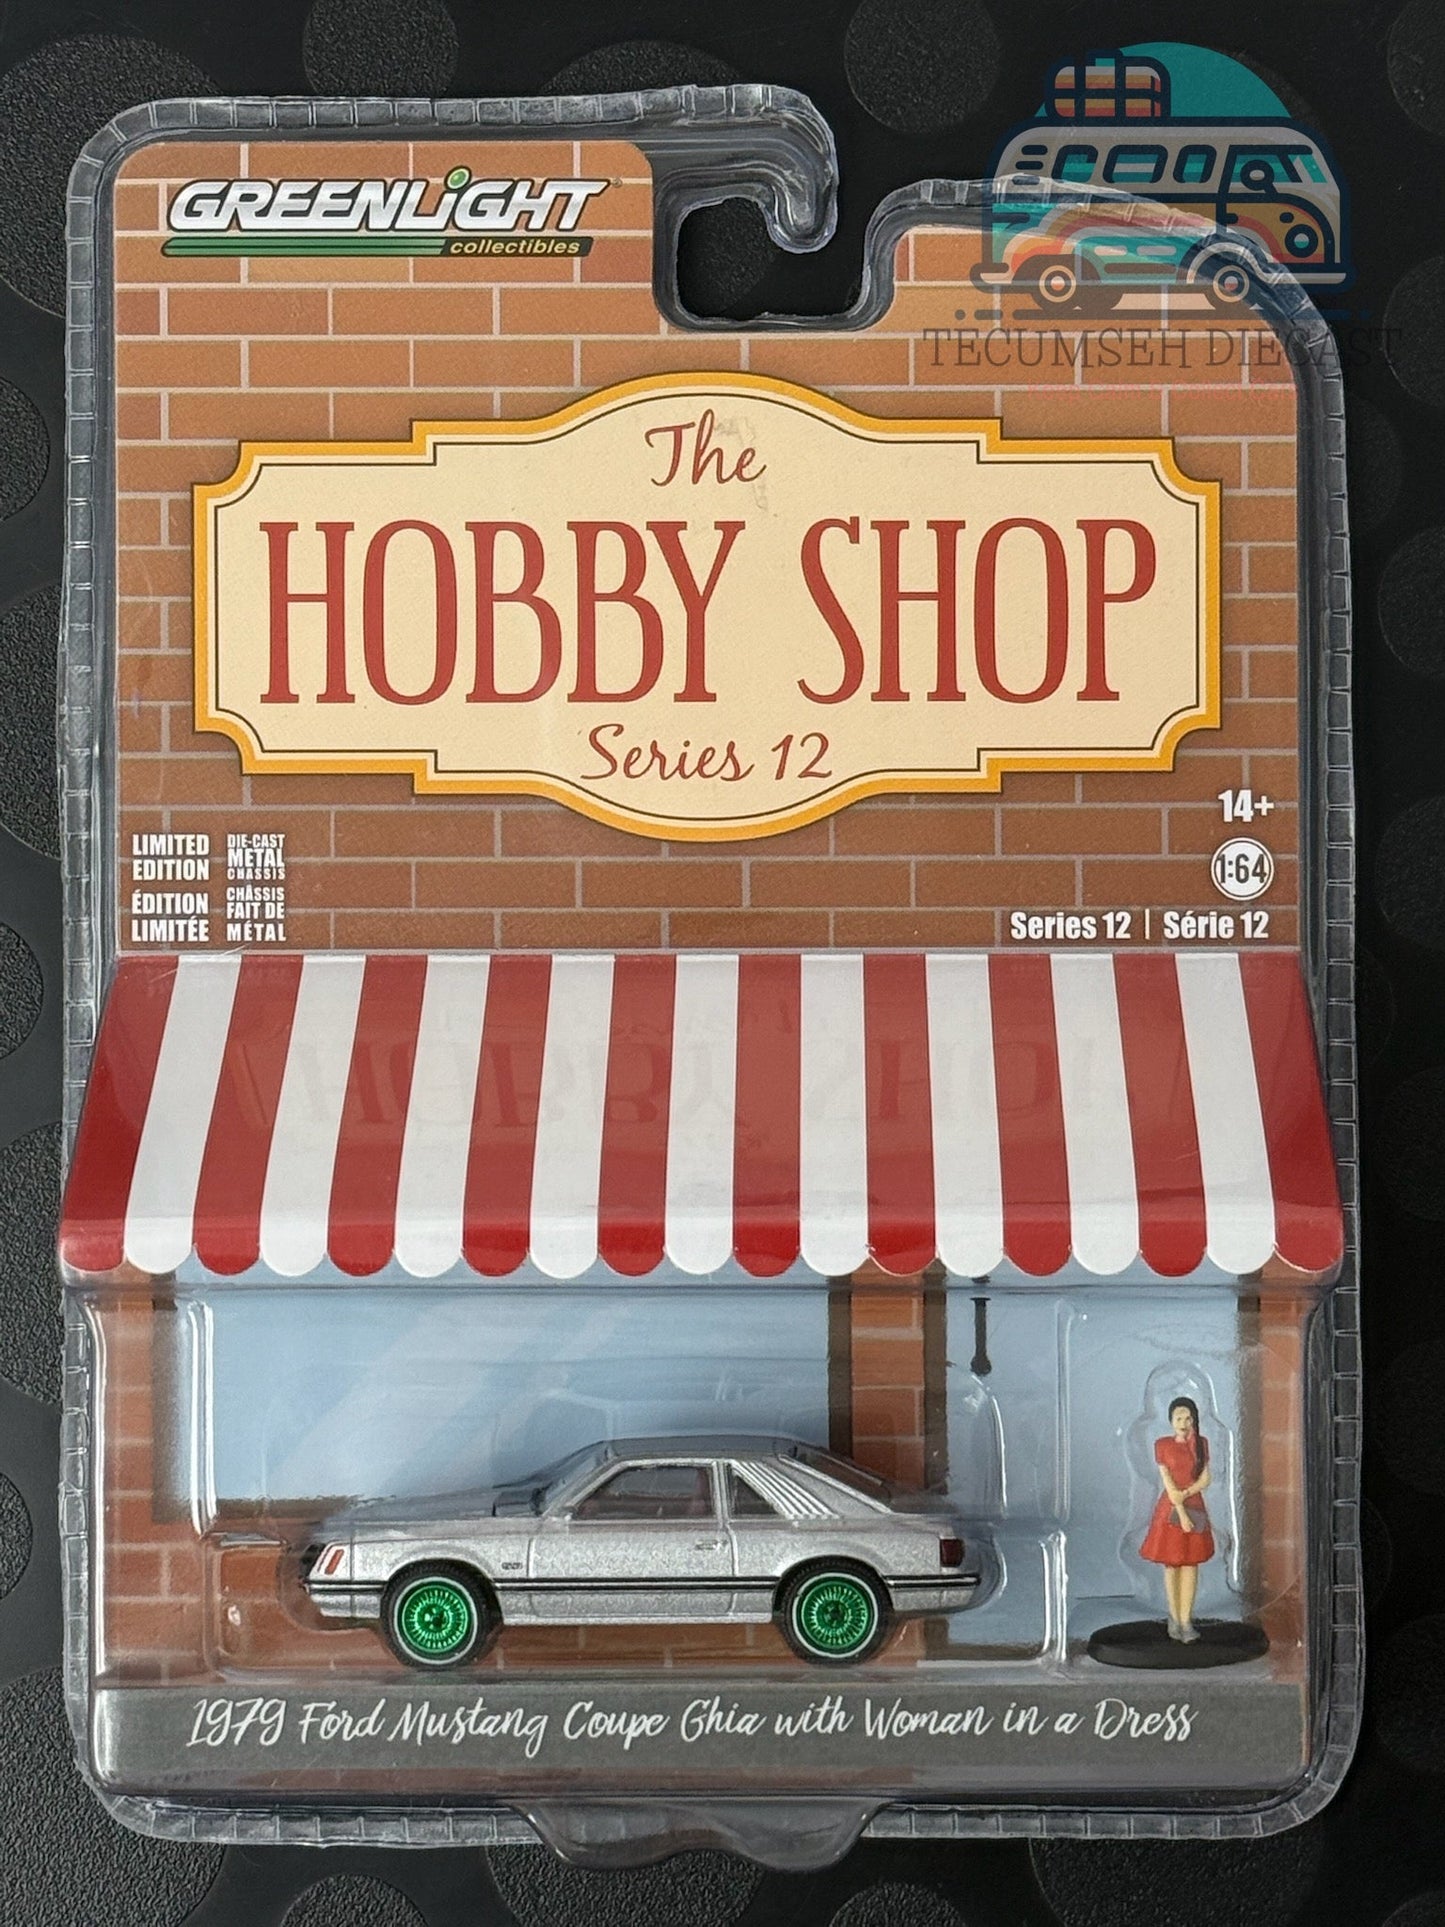 GREENLIGHT
collectibles
TECUMSEH DIECAST
The
HOBBY SHOP
Series 12
14+
1:64
LIMITED EDITION
DIE-CAST METAL CHASSIS
ÉDITION LIMITÉE
CHÂSSIS FAIT DE MÉTAL
Series 12 | Série 12
1979 Ford Mustang Coupe Ghia with Woman in a Dress